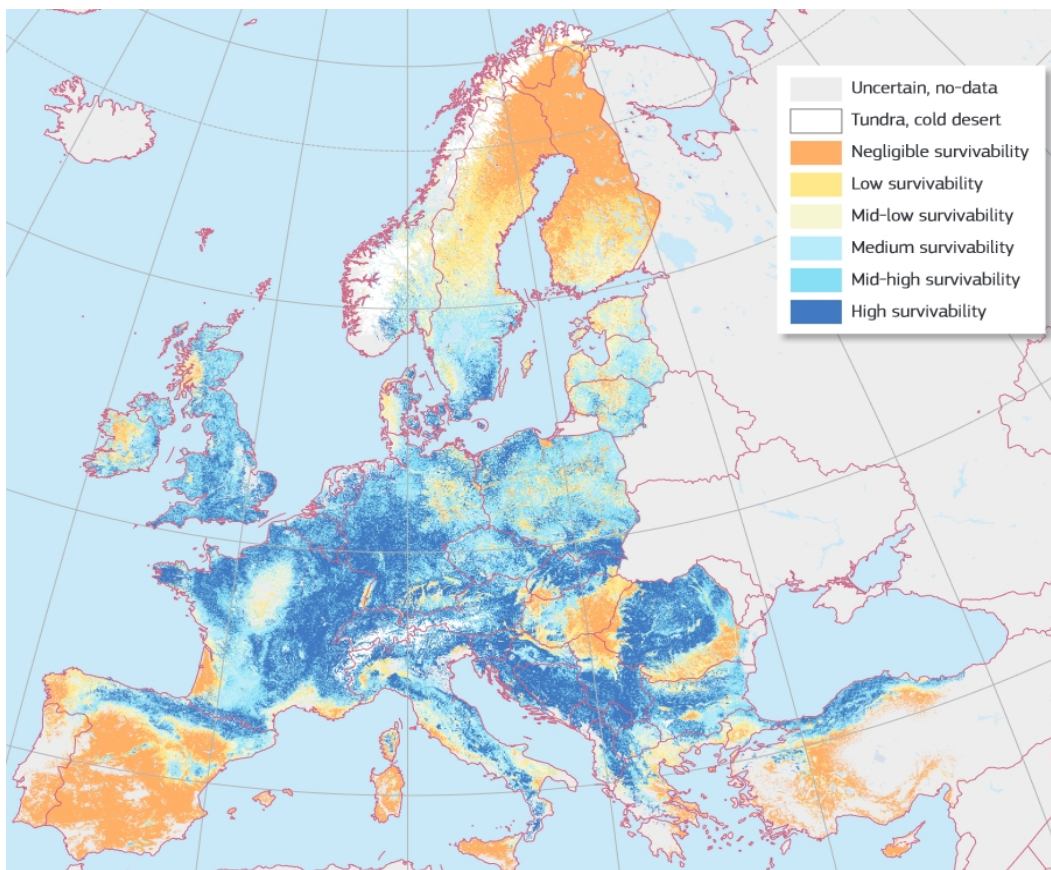 Uncertain, no-data
Tundra, cold desert
Negligible survivability
Low survivability
Mid-low survivability
Medium survivability
Mid-high survivability
High survivability